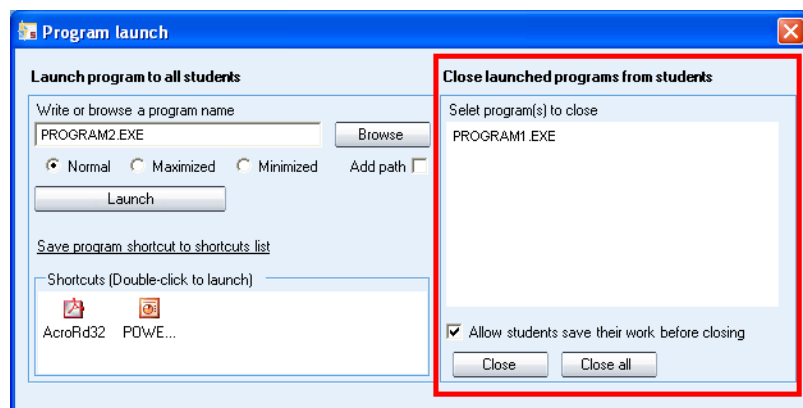 Program launch
Launch program to all students
Write or browse a program name
PROGRAM2.EXE
Browse
Normal
Maximized
Minimized
Add path
Launch
Save program shortcut to shortcuts list
Shortcuts (Double-click to launch)
AcroRd32
POWE...
Close launched programs from students
Selet program(s) to close
PROGRAM1.EXE
Allow students save their work before closing
Close
Close all